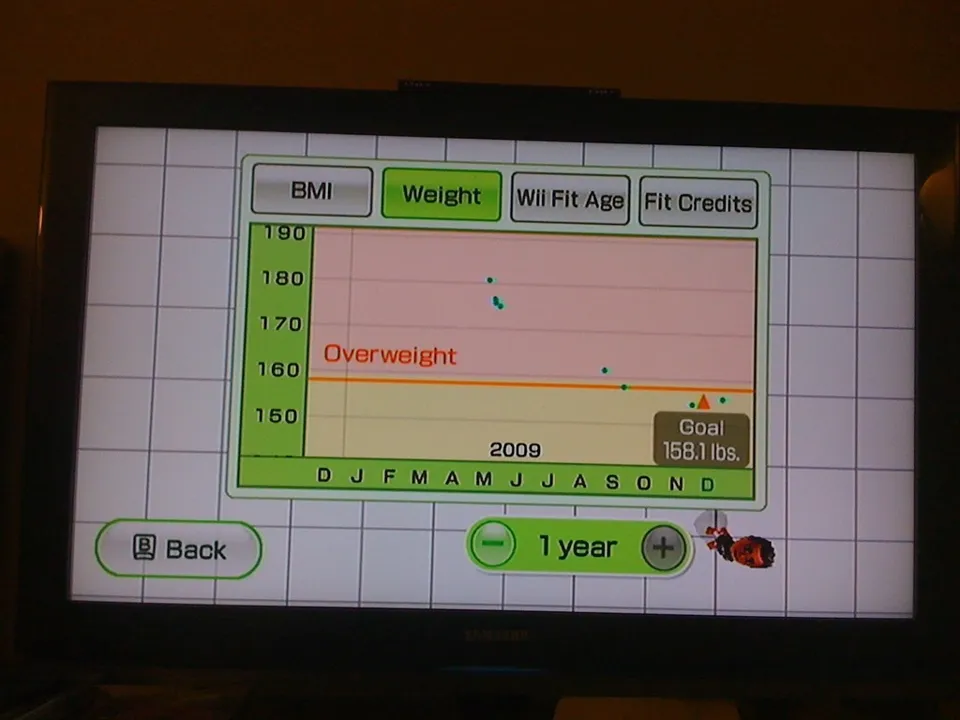 BMI
Weight
Wii Fit Age
Fit Credits
190
180
170
Overweight
160
150
Goal
158.1 lbs.
2009
D J F M A M J J A S O N D
B Back
− 1 year +
SAMSUNG